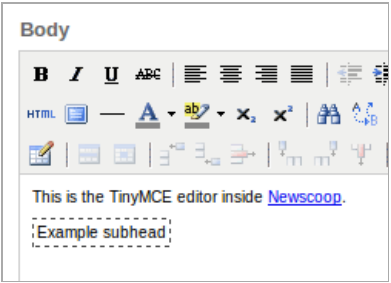 Body
B I U ABC
HTML A ab x₂ x² A B
This is the TinyMCE editor inside Newscoop.
Example subhead